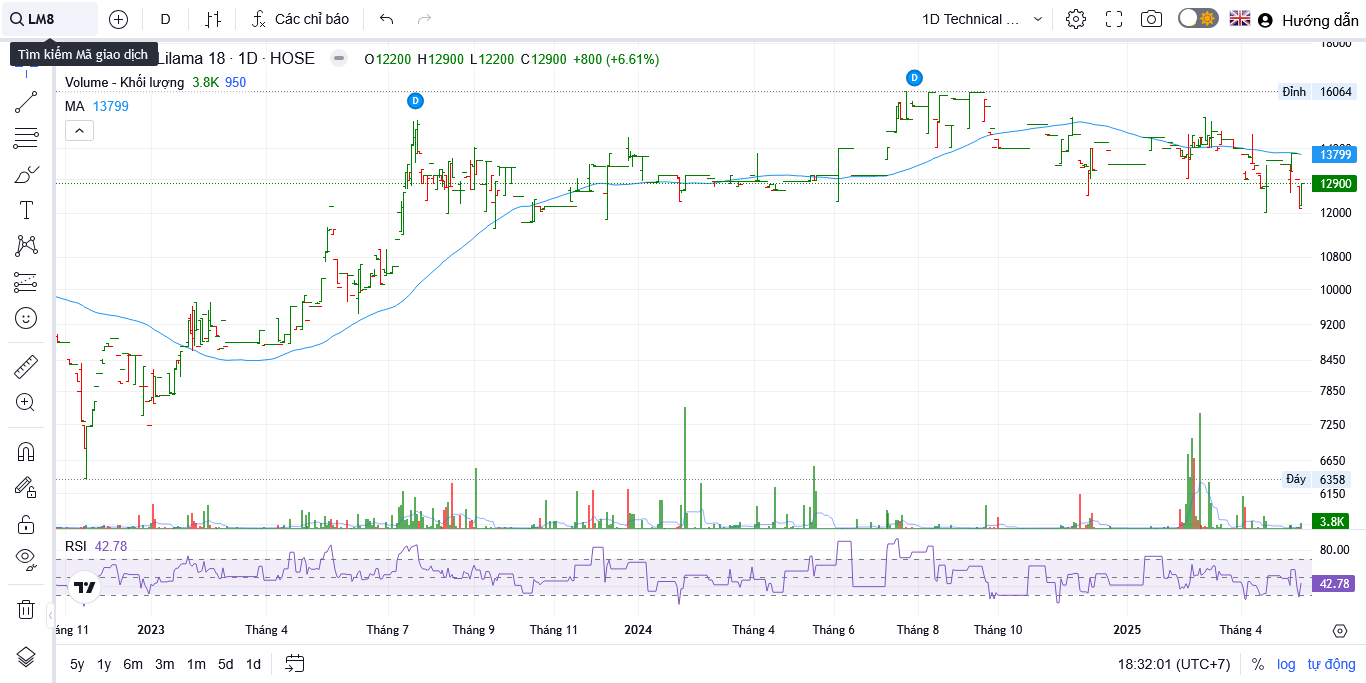 LM8
D
Các chỉ báo
1D Technical ...
Hướng dẫn
Tìm kiếm Mã giao dịch
Lilama 18 · 1D · HOSE
O12200 H12900 L12200 C12900 +800 (+6.61%)
Volume - Khối lượng 3.8K 950
MA 13799
D
D
18000
Đỉnh 16064
13799
12900
12000
10800
10000
9200
8450
7850
7250
6650
Đáy 6358
6150
3.8K
RSI 42.78
80.00
42.78
áng 11 2023 Tháng 4 Tháng 7 Tháng 9 Tháng 11 2024 Tháng 4 Tháng 6 Tháng 8 Tháng 10 2025 Tháng 4
5y 1y 6m 3m 1m 5d 1d
18:32:01 (UTC+7) % log tự động